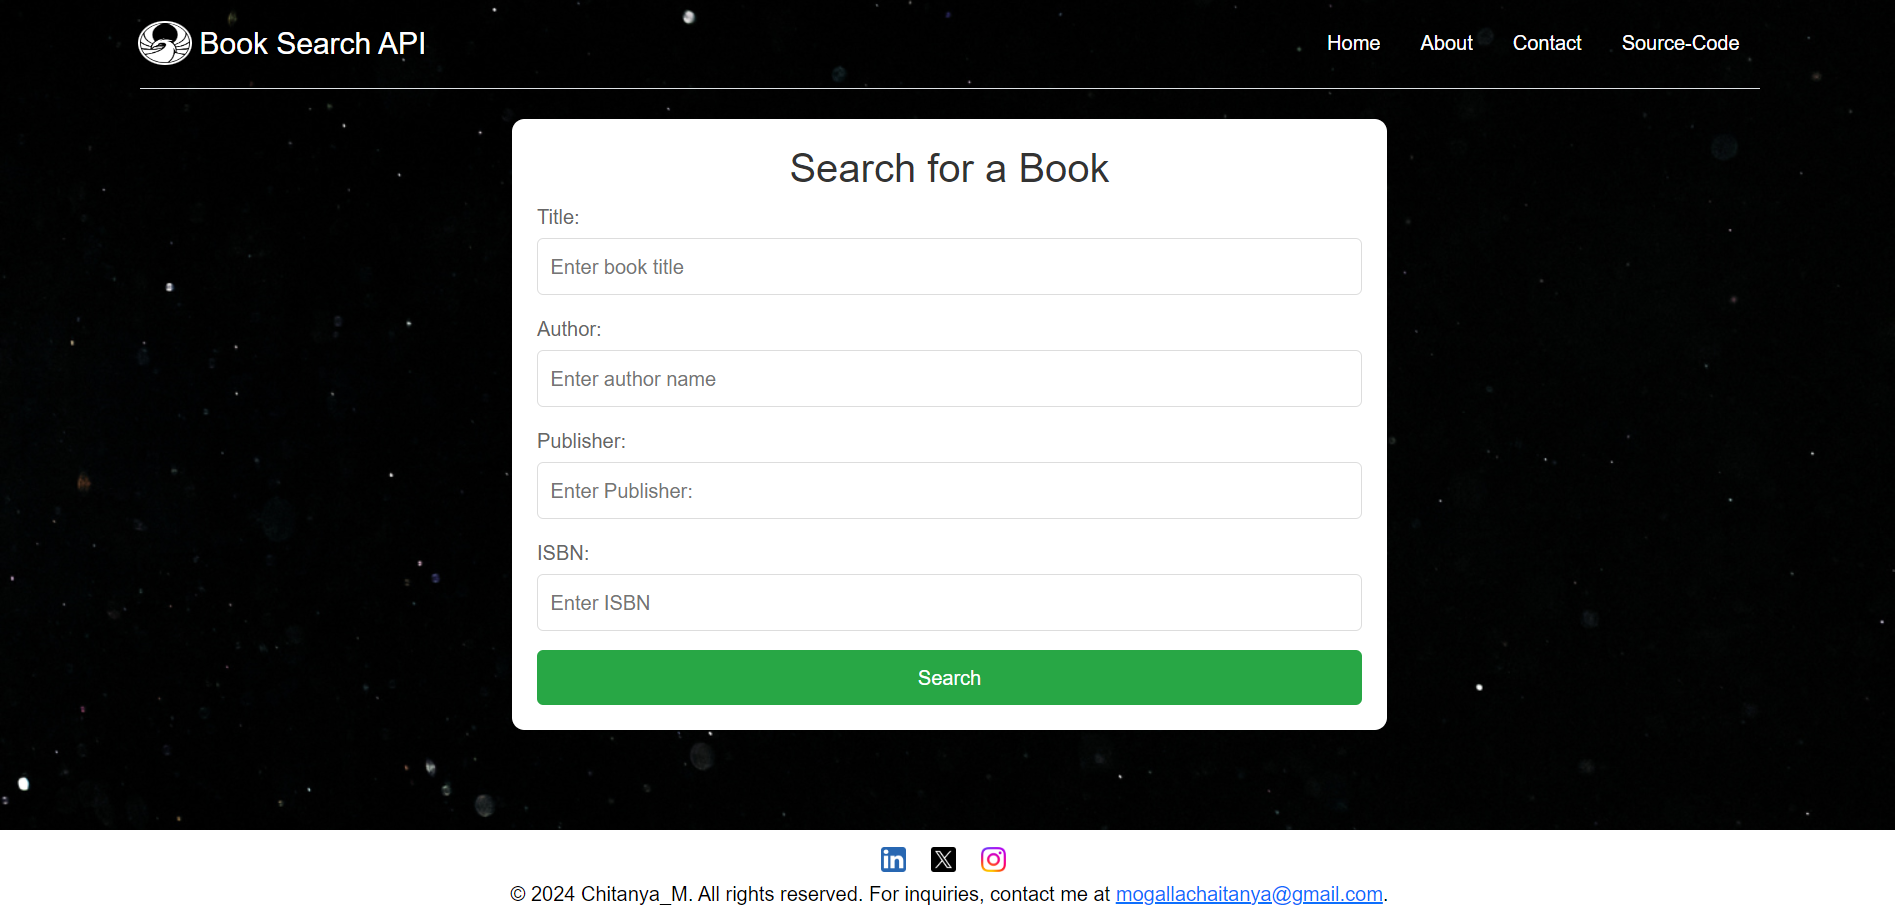 Book Search API
Home About Contact Source-Code
Search for a Book
Title:
Enter book title
Author:
Enter author name
Publisher:
Enter Publisher:
ISBN:
Enter ISBN
Search
in X
© 2024 Chitanya_M. All rights reserved. For inquiries, contact me at mogallachaitanya@gmail.com.